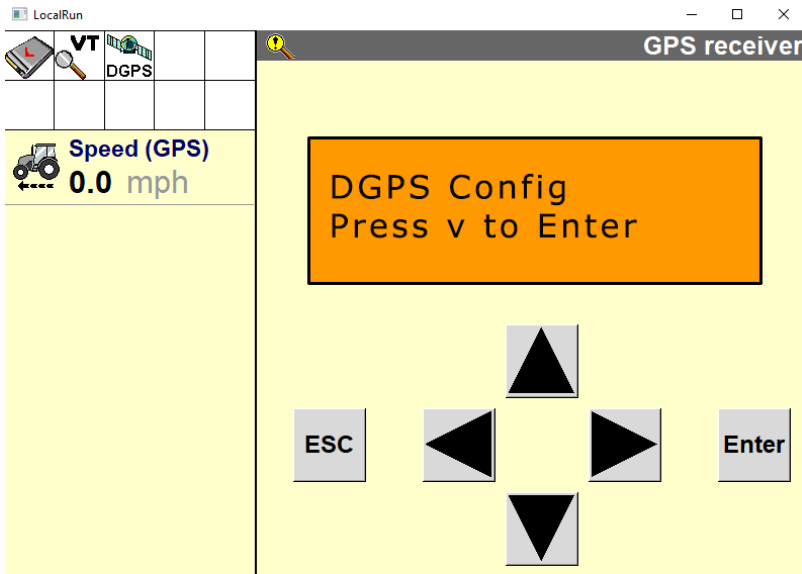 LocalRun
VT
DGPS
GPS receiver
Speed (GPS)
0.0 mph
DGPS Config
Press v to Enter
ESC
Enter